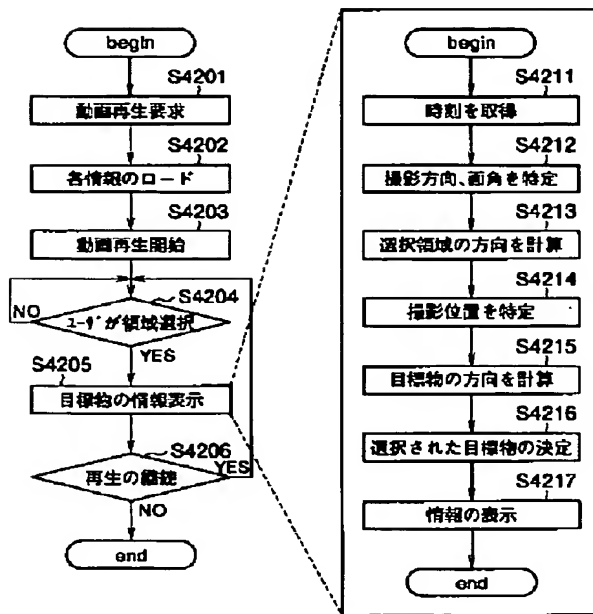 begin
S4201
動画再生要求
S4202
各情報のロード
S4203
動画再生開始
S4204
ユーザが領域選択
NO
YES
S4205
目標物の情報表示
S4206
再生の継続
YES
NO
end
begin
S4211
時刻を取得
S4212
撮影方向、画角を特定
S4213
選択領域の方向を計算
S4214
撮影位置を特定
S4215
目標物の方向を計算
S4216
選択された目標物の決定
S4217
情報の表示
end